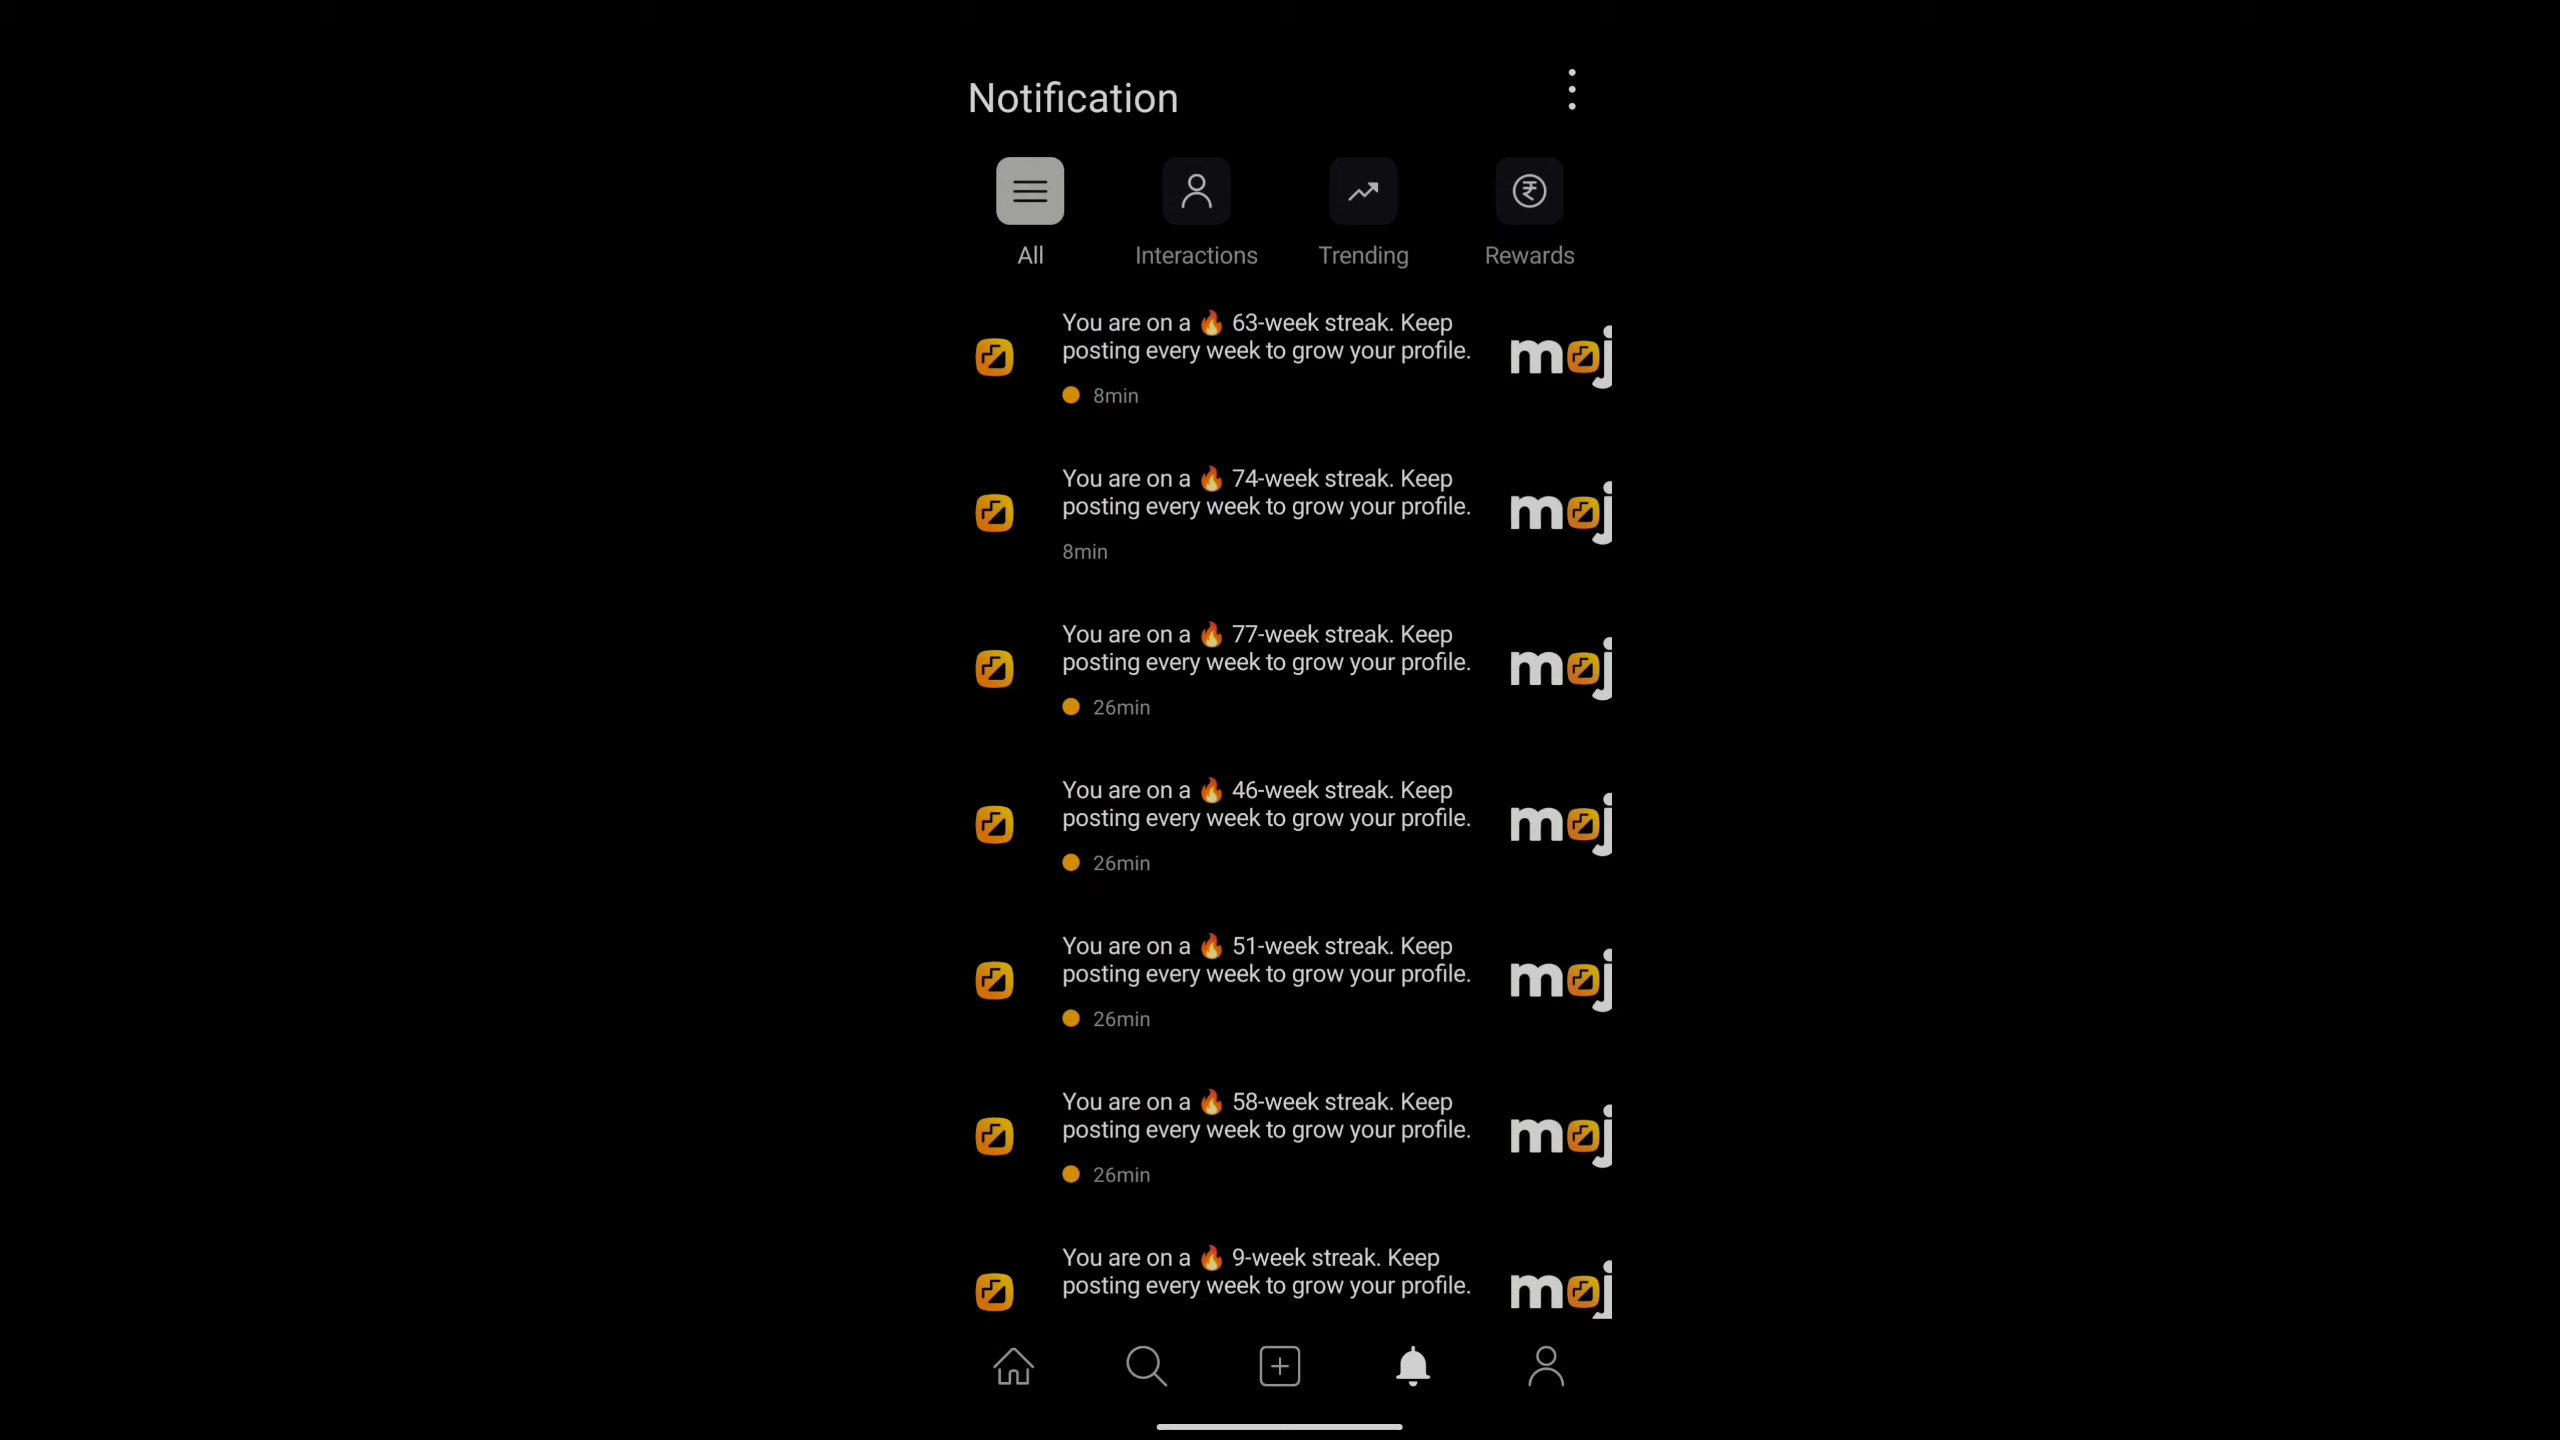 Notification
All Interactions Trending Rewards
You are on a 🔥 63-week streak. Keep
posting every week to grow your profile.
8min
moj
You are on a 🔥 74-week streak. Keep
posting every week to grow your profile.
8min
moj
You are on a 🔥 77-week streak. Keep
posting every week to grow your profile.
26min
moj
You are on a 🔥 46-week streak. Keep
posting every week to grow your profile.
26min
moj
You are on a 🔥 51-week streak. Keep
posting every week to grow your profile.
26min
moj
You are on a 🔥 58-week streak. Keep
posting every week to grow your profile.
26min
moj
You are on a 🔥 9-week streak. Keep
posting every week to grow your profile.
moj